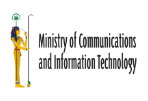 Ministry of Communications
and Information Technology